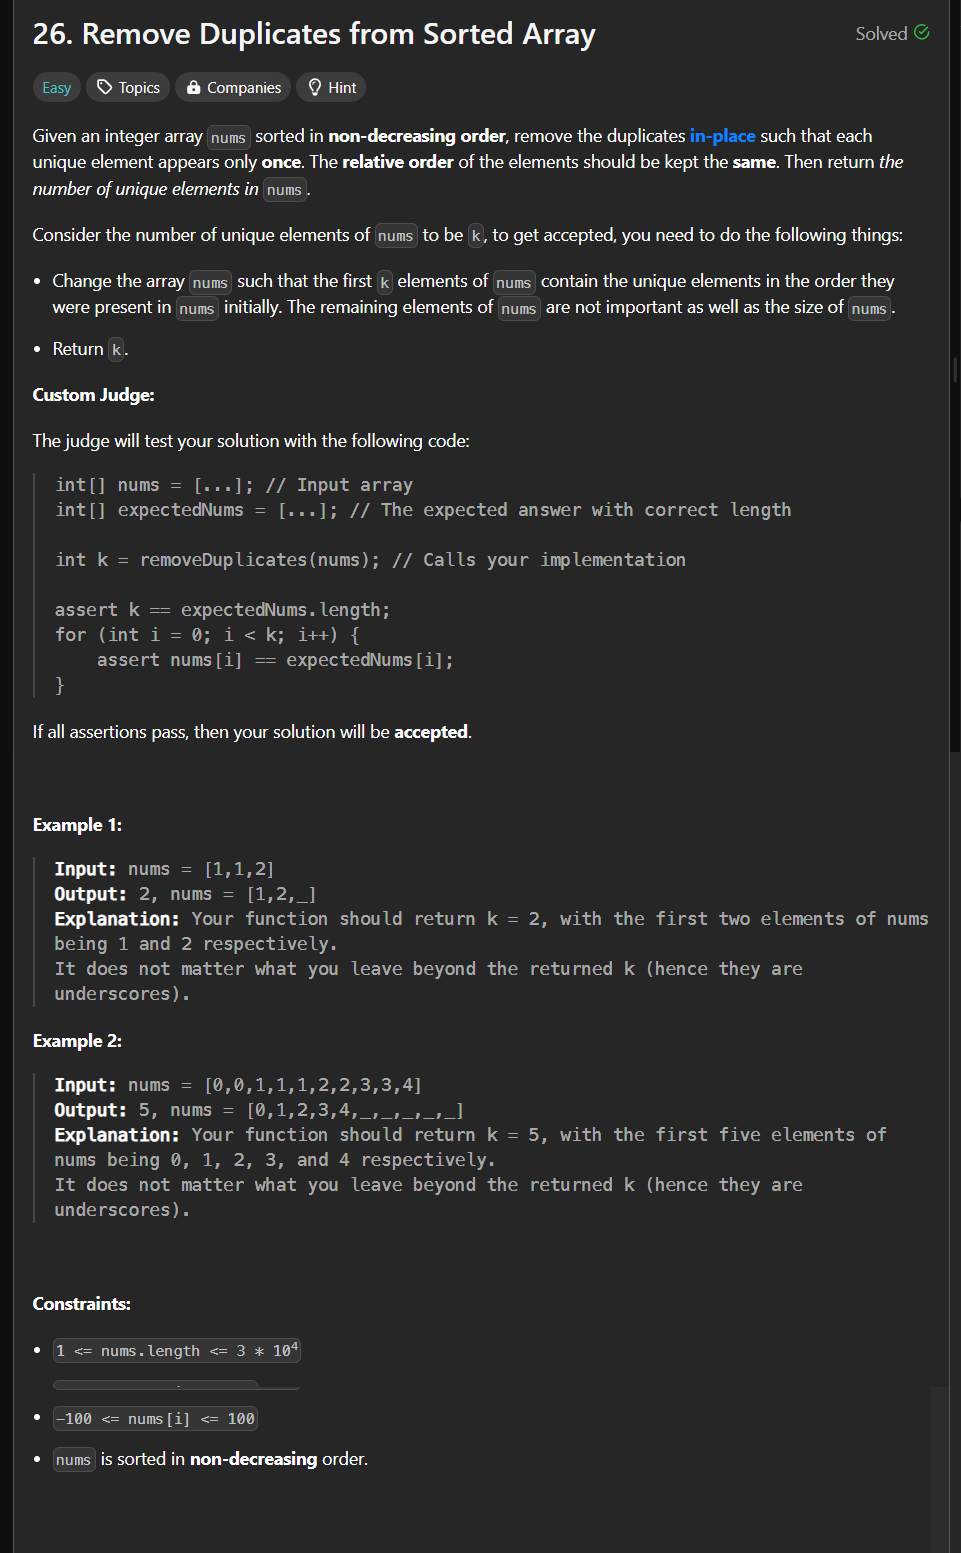 26. Remove Duplicates from Sorted Array
Solved
Easy Topics Companies Hint
Given an integer array nums sorted in non-decreasing order, remove the duplicates in-place such that each
unique element appears only once. The relative order of the elements should be kept the same. Then return the
number of unique elements in nums.
Consider the number of unique elements of nums to be k, to get accepted, you need to do the following things:
• Change the array nums such that the first k elements of nums contain the unique elements in the order they
were present in nums initially. The remaining elements of nums are not important as well as the size of nums.
• Return k.
Custom Judge:
The judge will test your solution with the following code:
int[] nums = [...]; // Input array
int[] expectedNums = [...]; // The expected answer with correct length
int k = removeDuplicates(nums); // Calls your implementation
assert k == expectedNums.length;
for (int i = 0; i < k; i++) {
    assert nums[i] == expectedNums[i];
}
If all assertions pass, then your solution will be accepted.
Example 1:
Input: nums = [1,1,2]
Output: 2, nums = [1,2,_]
Explanation: Your function should return k = 2, with the first two elements of nums
being 1 and 2 respectively.
It does not matter what you leave beyond the returned k (hence they are
underscores).
Example 2:
Input: nums = [0,0,1,1,1,2,2,3,3,4]
Output: 5, nums = [0,1,2,3,4,_,_,_,_,_]
Explanation: Your function should return k = 5, with the first five elements of
nums being 0, 1, 2, 3, and 4 respectively.
It does not matter what you leave beyond the returned k (hence they are
underscores).
Constraints:
• 1 <= nums.length <= 3 * 10⁴
• -100 <= nums[i] <= 100
• nums is sorted in non-decreasing order.